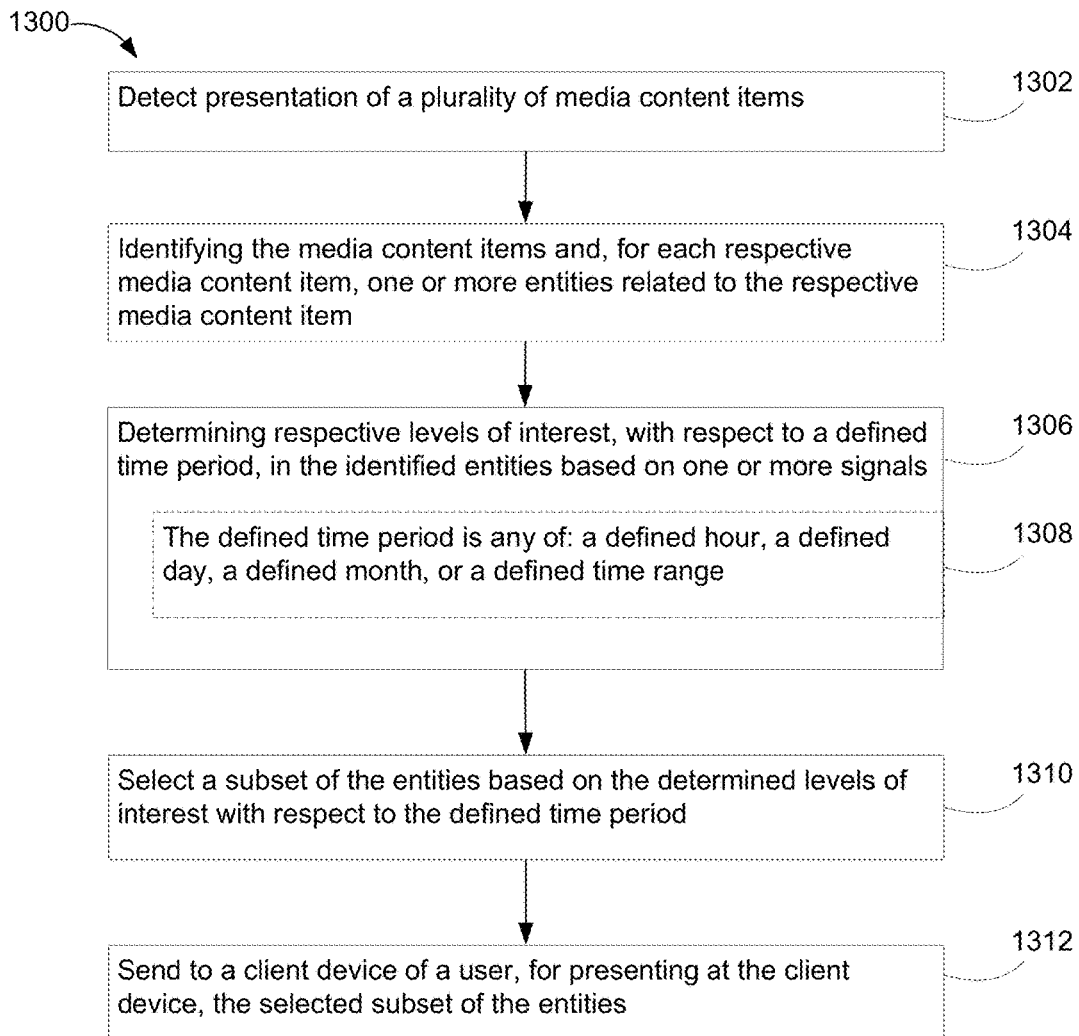 1300
Detect presentation of a plurality of media content items
1302
Identifying the media content items and, for each respective
media content item, one or more entities related to the respective
media content item
1304
Determining respective levels of interest, with respect to a defined
time period, in the identified entities based on one or more signals
1306
The defined time period is any of: a defined hour, a defined
day, a defined month, or a defined time range
1308
Select a subset of the entities based on the determined levels of
interest with respect to the defined time period
1310
Send to a client device of a user, for presenting at the client
device, the selected subset of the entities
1312